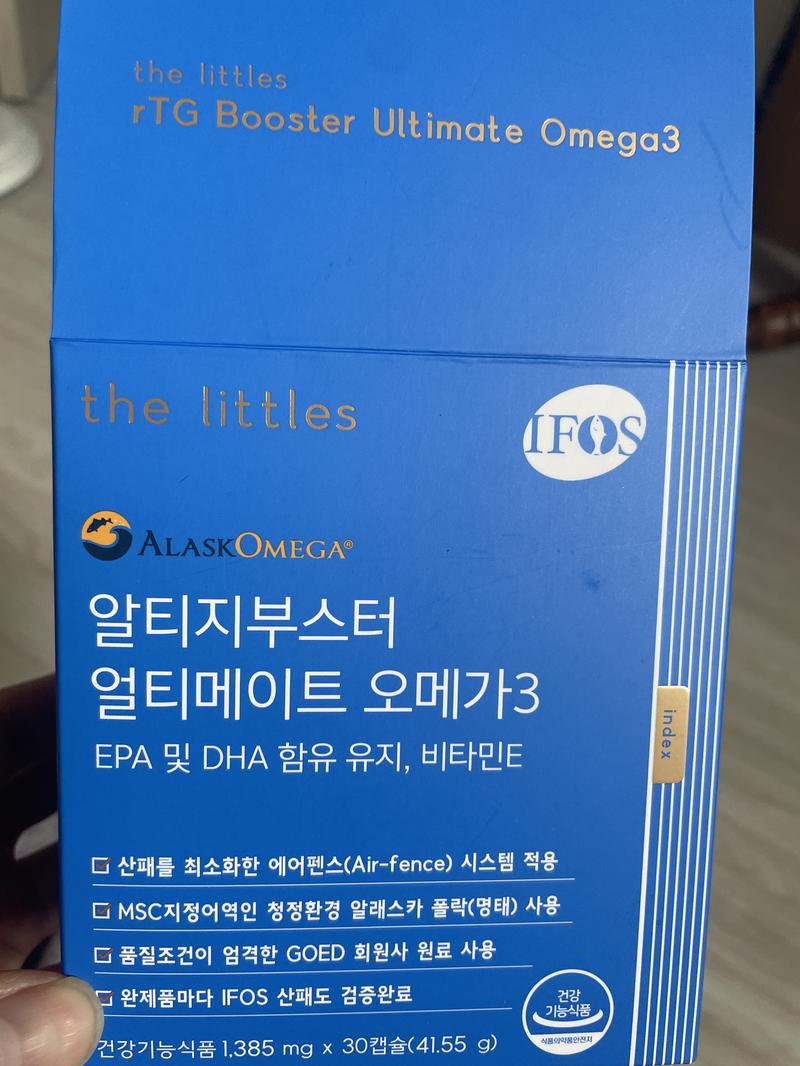 the littles
rTG Booster Ultimate Omega3
the littles
IFOS
ALASKOMEGA®
알티지부스터
얼티메이트 오메가3
EPA 및 DHA 함유 유지, 비타민E
index
산패를 최소화한 에어펜스(Air-fence) 시스템 적용
MSC지정어역인 청정환경 알래스카 폴락(명태) 사용
품질조건이 엄격한 GOED 회원사 원료 사용
완제품마다 IFOS 산패도 검증완료
건강
기능식품
식품의약품안전처
건강기능식품 1,385 mg x 30캡슐(41.55 g)